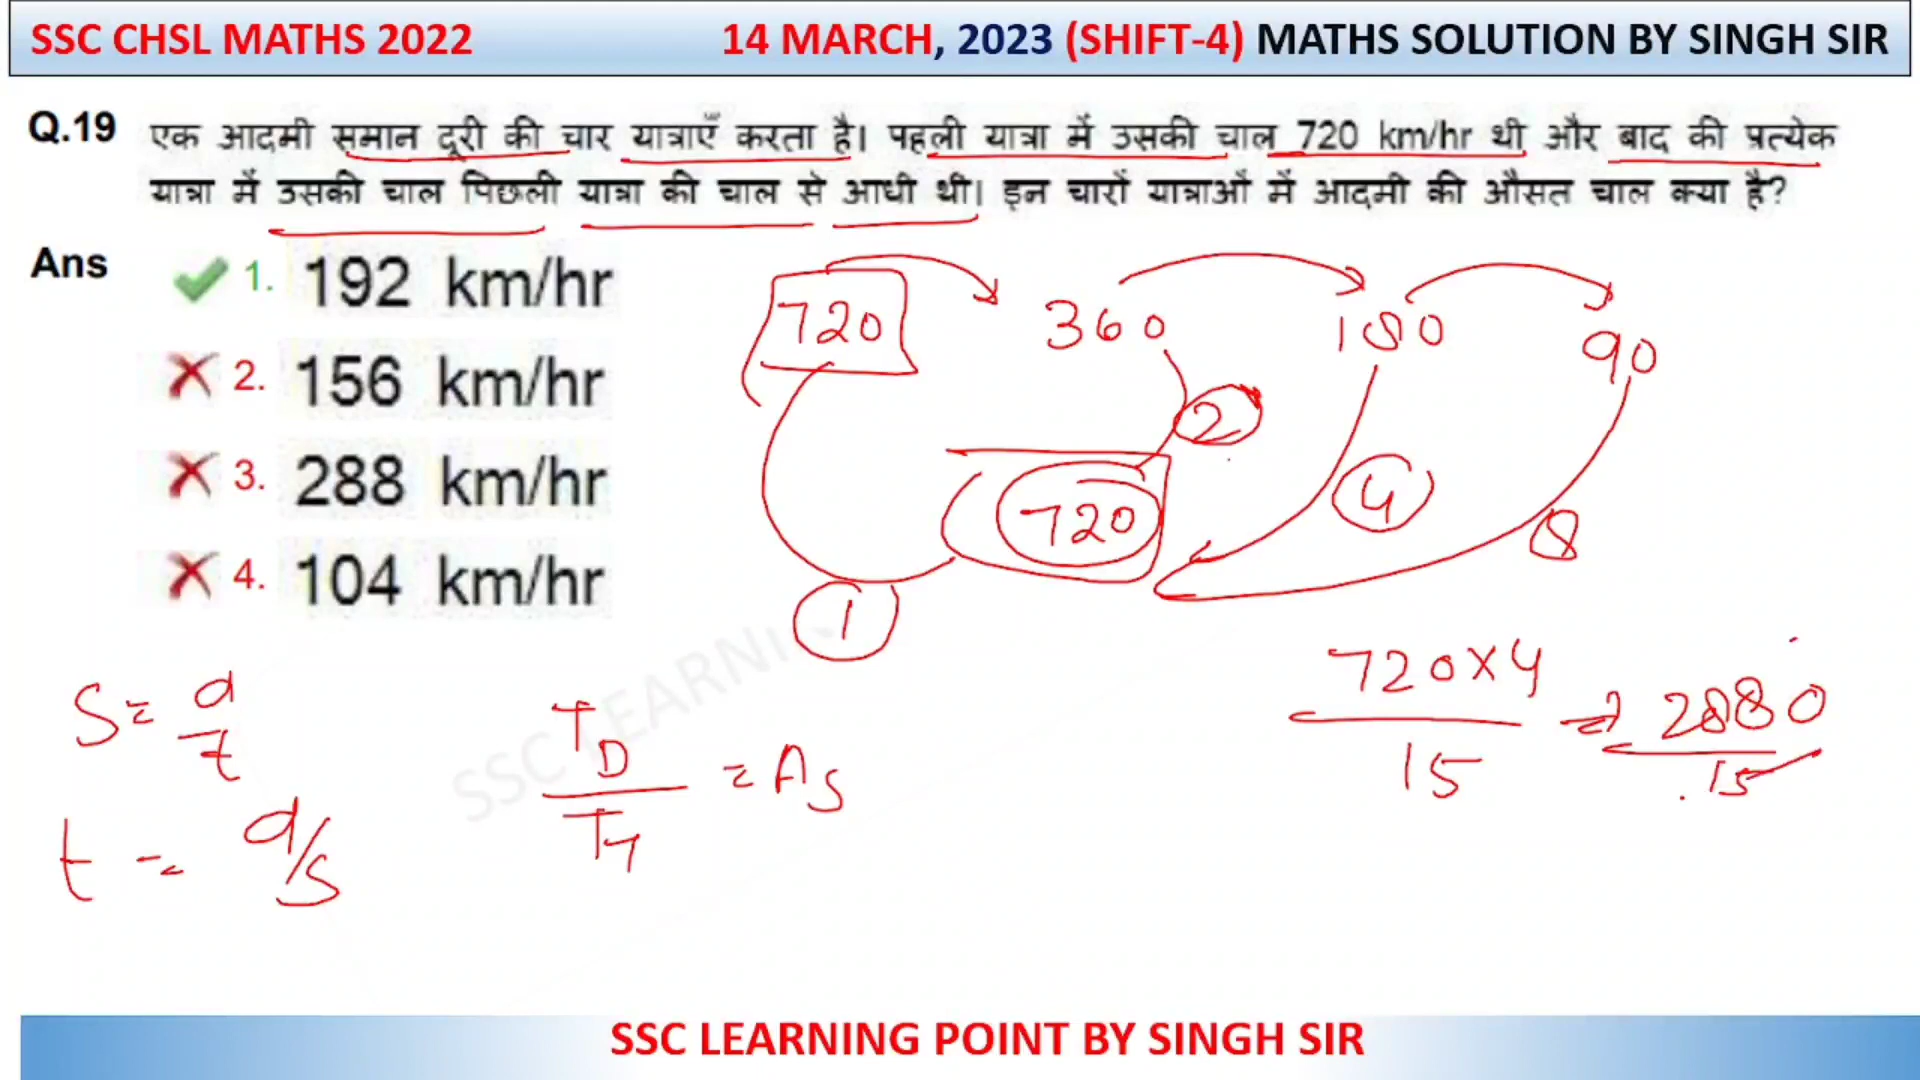 SSC CHSL MATHS 2022 14 MARCH, 2023 (SHIFT-4) MATHS SOLUTION BY SINGH SIR
Q.19 एक आदमी समान दूरी की चार यात्राएँ करता है। पहली यात्रा में उसकी चाल 720 km/hr थी और बाद की प्रत्येक
यात्रा में उसकी चाल पिछली यात्रा की चाल से आधी थी। इन चारों यात्राओं में आदमी की औसत चाल क्या है?
Ans
1. 192 km/hr
2. 156 km/hr
3. 288 km/hr
4. 104 km/hr
720 360 180 90
2
720
4
8
1
720×4
15
2880
15
S = d
t
t = d/s
TD
TT
= AS
SSC LEARNI
SSC LEARNING POINT BY SINGH SIR